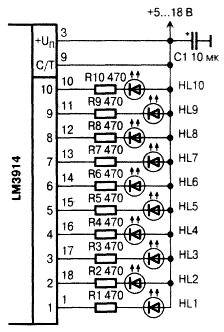 +5...18 В
3
+Uп
C1 10 мк
9
С/Т
10 10 R10 470 HL10
9 11 R9 470 HL9
8 12 R8 470 HL8
7 13 R7 470 HL7
6 14 R6 470 HL6
5 15 R5 470 HL5
4 16 R4 470 HL4
3 17 R3 470 HL3
2 18 R2 470 HL2
1 1 R1 470 HL1
LM3914
+